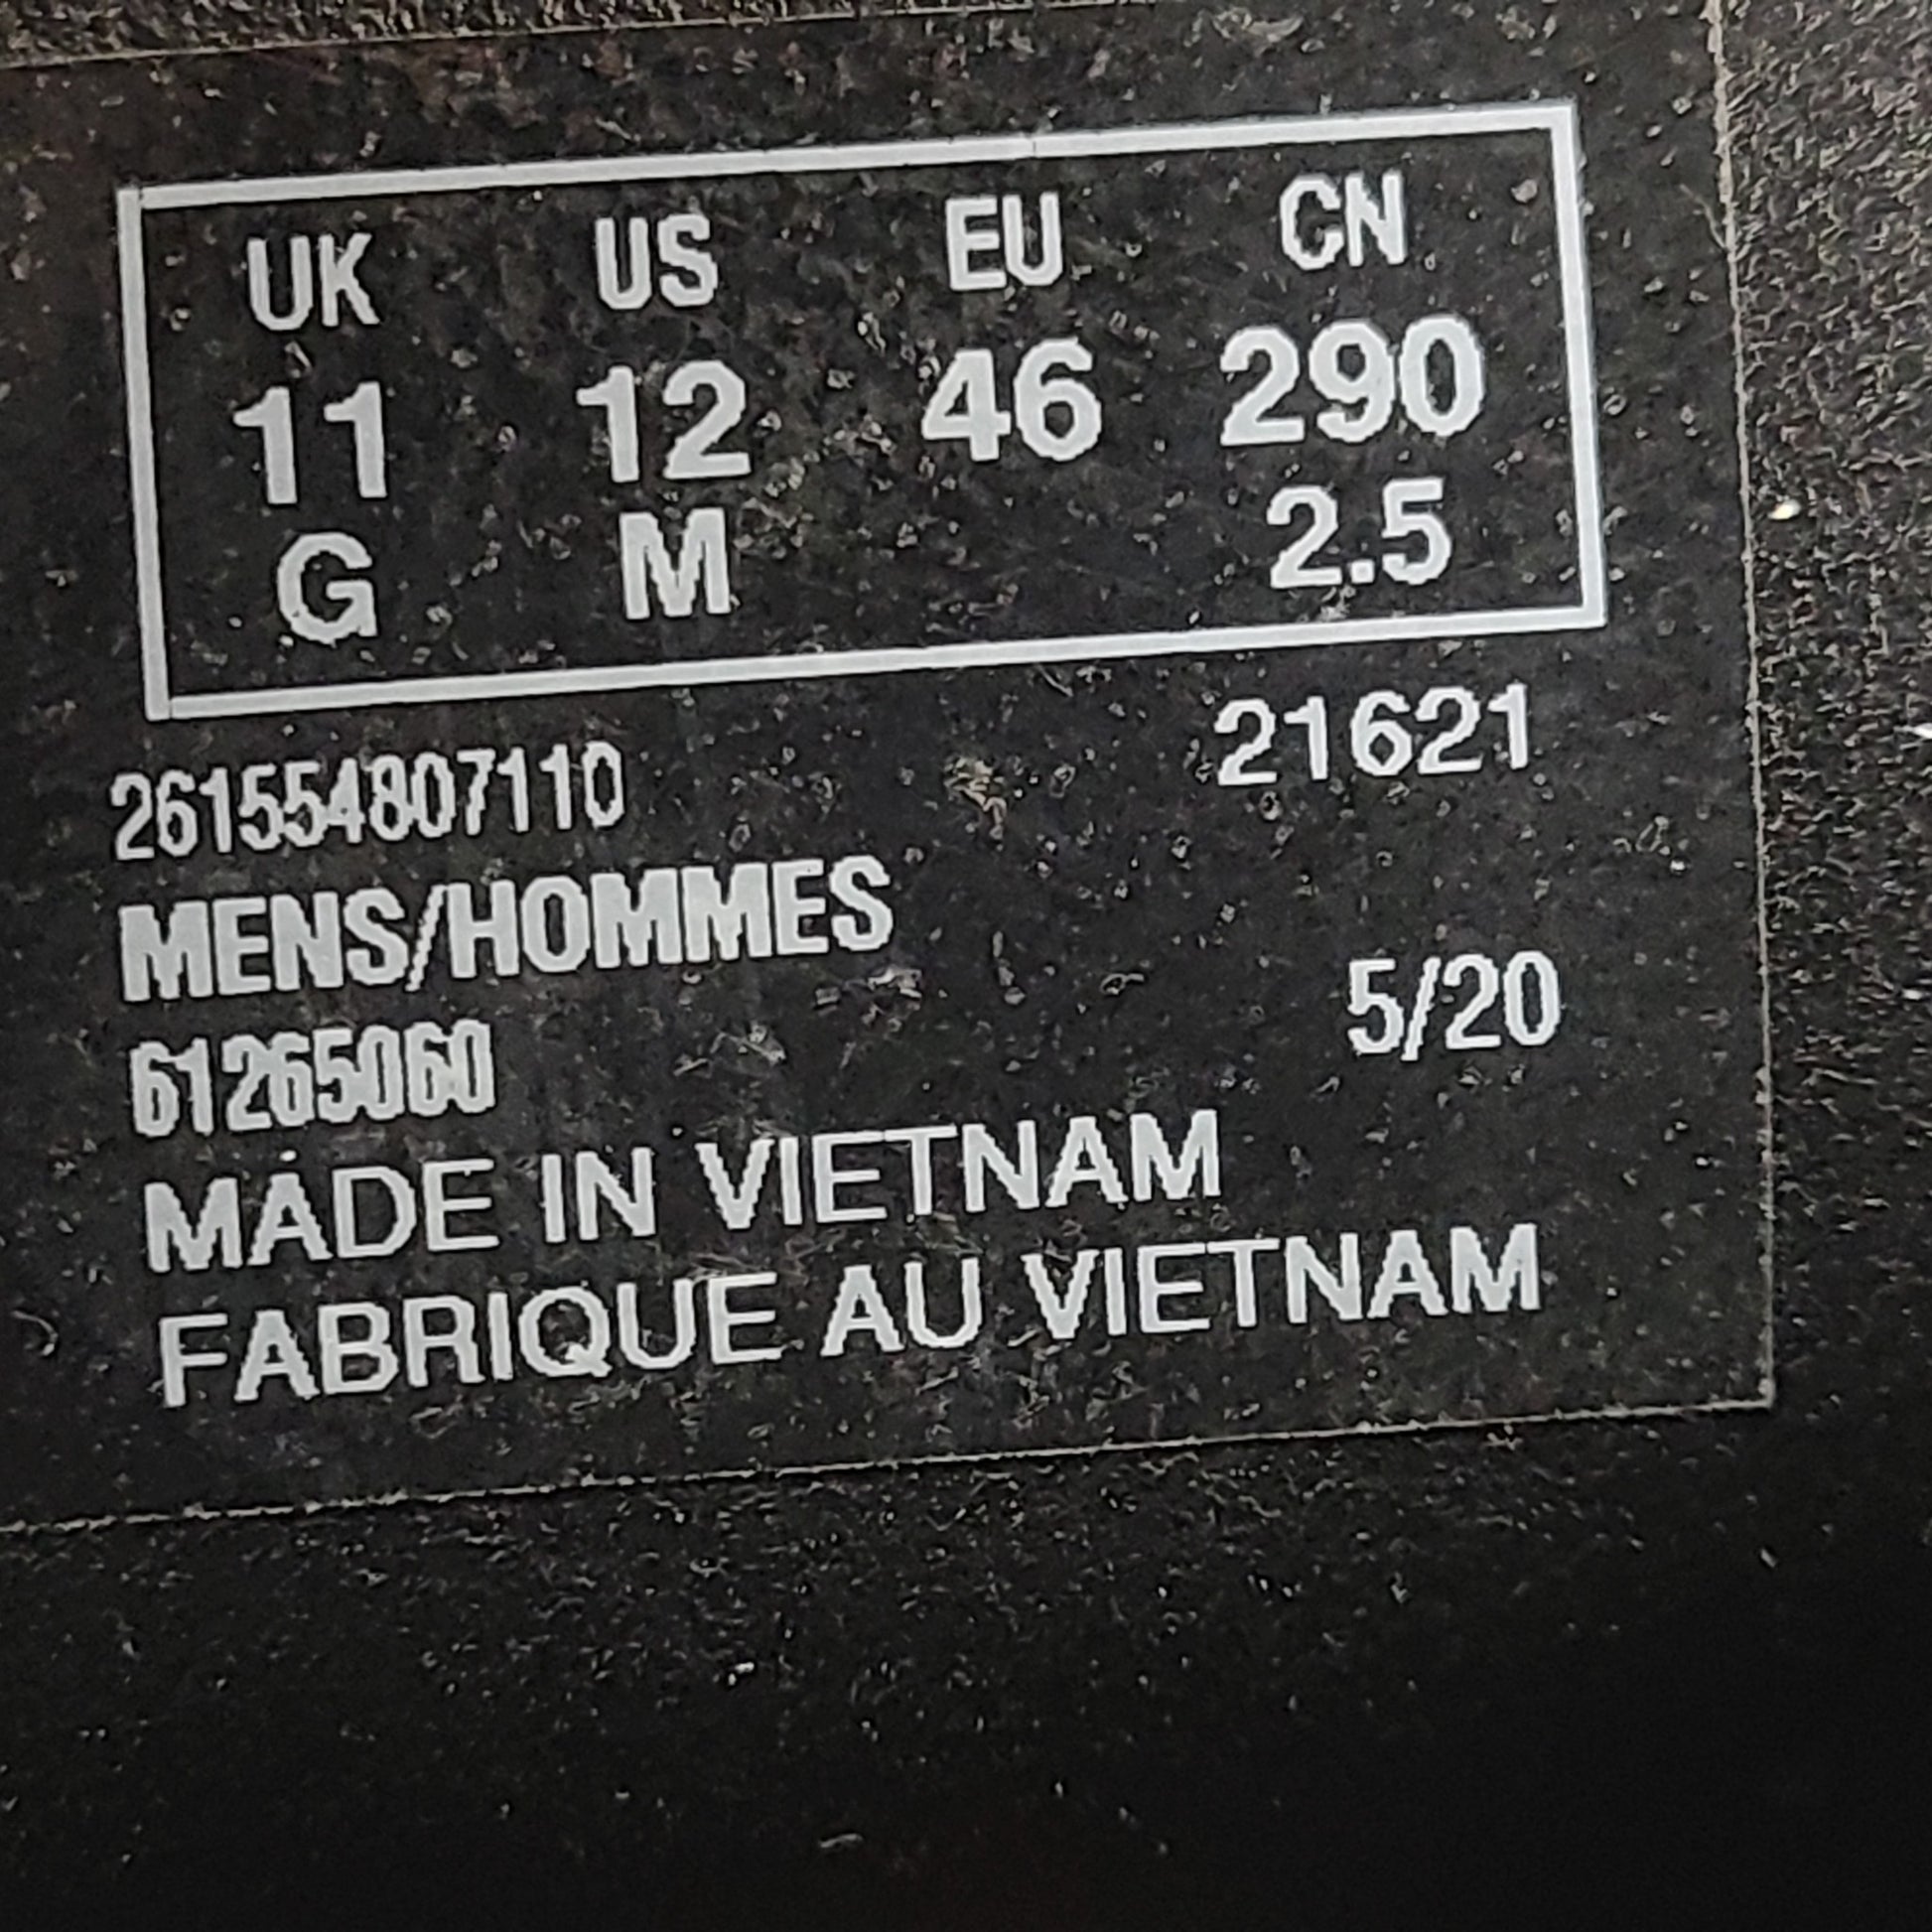 UK US EU CN
11 12 46 290
G M 2.5
261554807110 21621
MENS/HOMMES
61265060 5/20
MADE IN VIETNAM
FABRIQUE AU VIETNAM